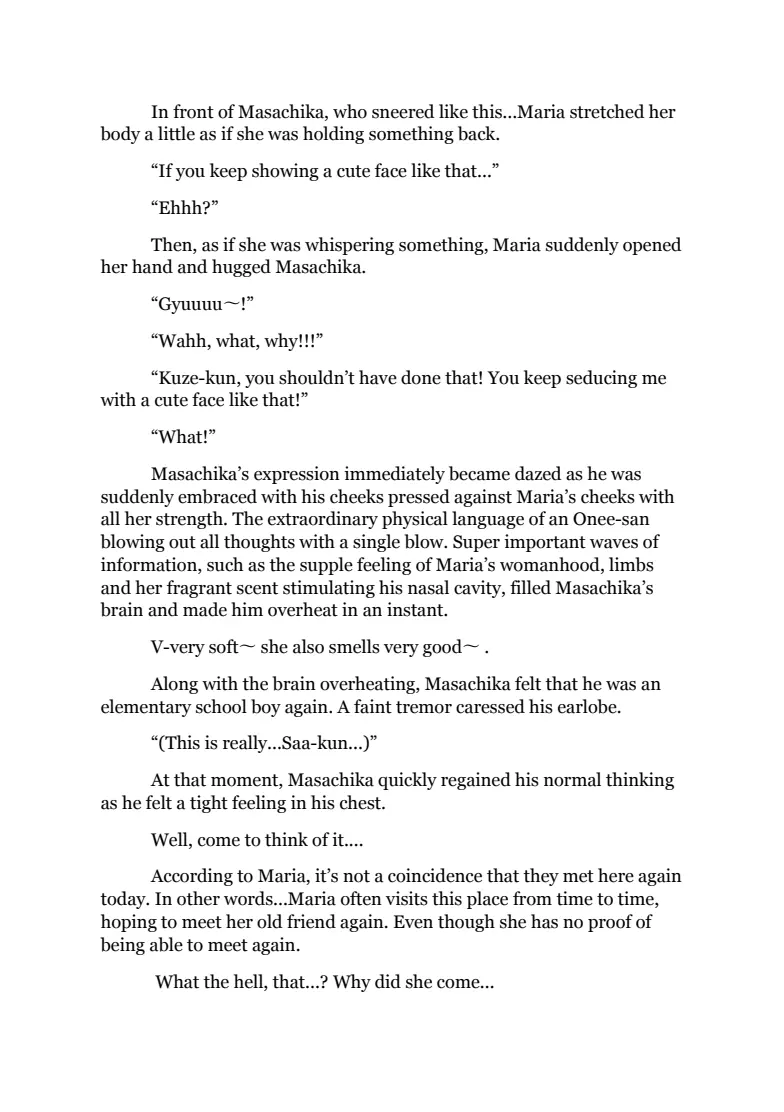 In front of Masachika, who sneered like this...Maria stretched her
body a little as if she was holding something back.
“If you keep showing a cute face like that...”
“Ehhh?”
Then, as if she was whispering something, Maria suddenly opened
her hand and hugged Masachika.
“Gyuuuu～!”
“Wahh, what, why!!!”
“Kuze-kun, you shouldn’t have done that! You keep seducing me
with a cute face like that!”
“What!”
Masachika’s expression immediately became dazed as he was
suddenly embraced with his cheeks pressed against Maria’s cheeks with
all her strength. The extraordinary physical language of an Onee-san
blowing out all thoughts with a single blow. Super important waves of
information, such as the supple feeling of Maria’s womanhood, limbs
and her fragrant scent stimulating his nasal cavity, filled Masachika’s
brain and made him overheat in an instant.
V-very soft～ she also smells very good～ .
Along with the brain overheating, Masachika felt that he was an
elementary school boy again. A faint tremor caressed his earlobe.
“(This is really...Saa-kun...)”
At that moment, Masachika quickly regained his normal thinking
as he felt a tight feeling in his chest.
Well, come to think of it....
According to Maria, it’s not a coincidence that they met here again
today. In other words...Maria often visits this place from time to time,
hoping to meet her old friend again. Even though she has no proof of
being able to meet again.
What the hell, that...? Why did she come...